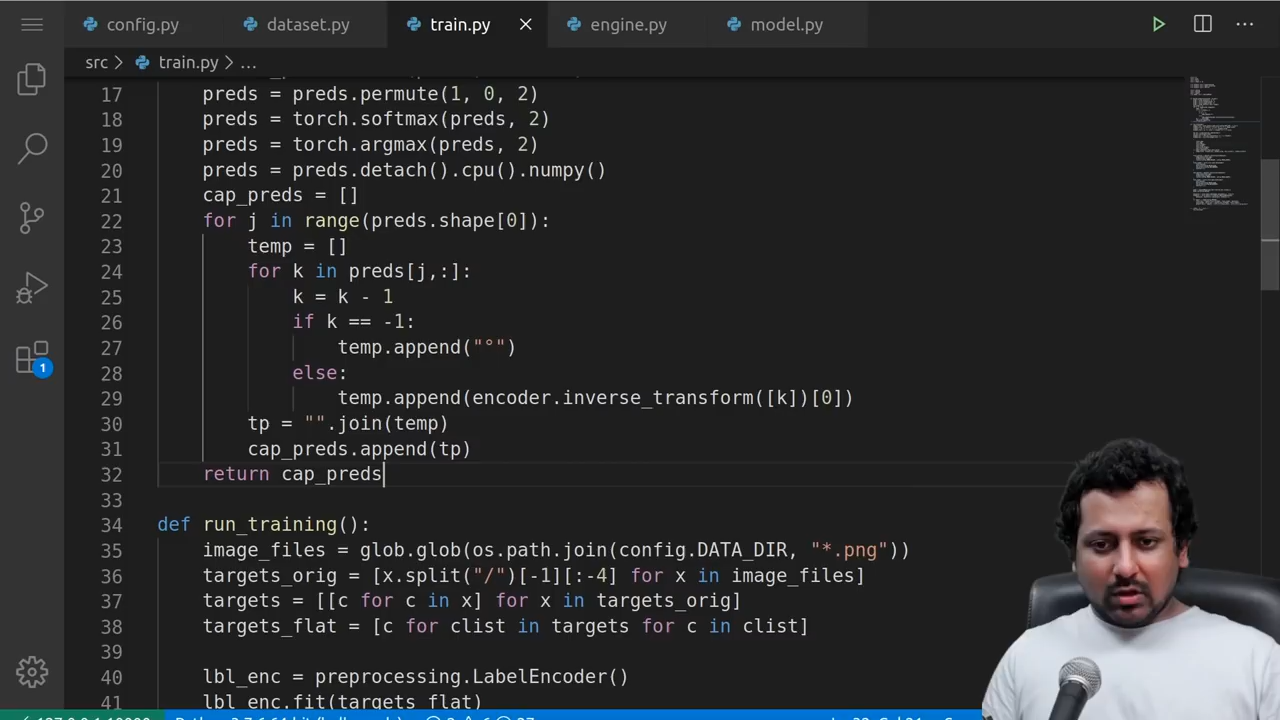 config.py dataset.py train.py engine.py model.py
src > train.py > ...
17 preds = preds.permute(1, 0, 2)
18 preds = torch.softmax(preds, 2)
19 preds = torch.argmax(preds, 2)
20 preds = preds.detach().cpu().numpy()
21 cap_preds = []
22 for j in range(preds.shape[0]):
23 temp = []
24 for k in preds[j,:]:
25 k = k - 1
26 if k == -1:
27 temp.append("°")
28 else:
29 temp.append(encoder.inverse_transform([k])[0])
30 tp = "".join(temp)
31 cap_preds.append(tp)
32 return cap_preds
33
34 def run_training():
35 image_files = glob.glob(os.path.join(config.DATA_DIR, "*.png"))
36 targets_orig = [x.split("/")[-1][:-4] for x in image_files]
37 targets = [[c for c in x] for x in targets_orig]
38 targets_flat = [c for clist in targets for c in clist]
39
40 lbl_enc = preprocessing.LabelEncoder()
41 lbl_enc.fit(targets_flat)
1